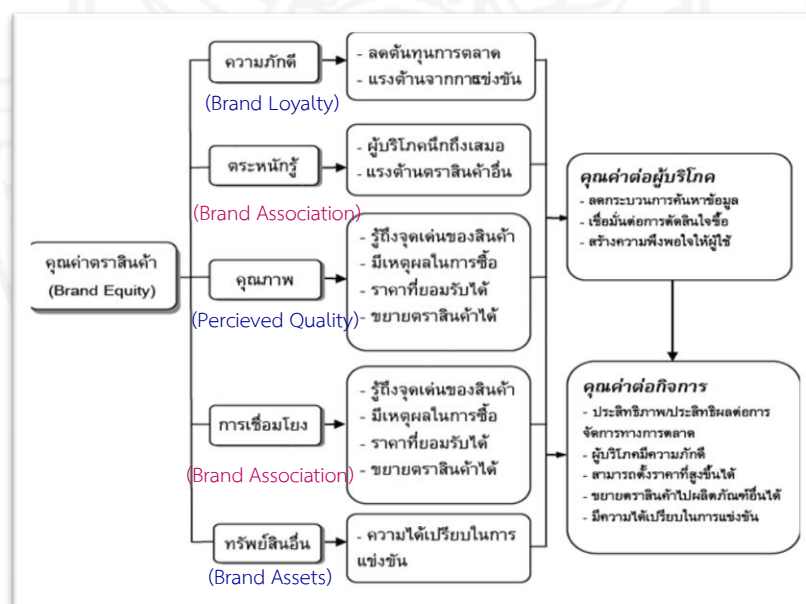 คุณค่าตราสินค้า
(Brand Equity)
ความภักดี
(Brand Loyalty)
- ลดต้นทุนการตลาด
- แรงต้านจากการแข่งขัน
ตระหนักรู้
(Brand Association)
- ผู้บริโภคนึกถึงเสมอ
- แรงต้านตราสินค้าอื่น
คุณภาพ
(Percieved Quality)
- รู้ถึงจุดเด่นของสินค้า
- มีเหตุผลในการซื้อ
- ราคาที่ยอมรับได้
- ขยายตราสินค้าได้
การเชื่อมโยง
(Brand Association)
- รู้ถึงจุดเด่นของสินค้า
- มีเหตุผลในการซื้อ
- ราคาที่ยอมรับได้
- ขยายตราสินค้าได้
ทรัพย์สินอื่น
(Brand Assets)
- ความได้เปรียบในการ
แข่งขัน
คุณค่าต่อผู้บริโภค
- ลดกระบวนการค้นหาข้อมูล
- เชื่อมั่นต่อการตัดสินใจซื้อ
- สร้างความพึงพอใจให้ผู้ใช้
คุณค่าต่อกิจการ
- ประสิทธิภาพ/ประสิทธิผลต่อการ
จัดการทางการตลาด
- ผู้บริโภคมีความภักดี
- สามารถตั้งราคาที่สูงขึ้นได้
- ขยายตราสินค้าไปผลิตภัณฑ์อื่นได้
- มีความได้เปรียบในการแข่งขัน